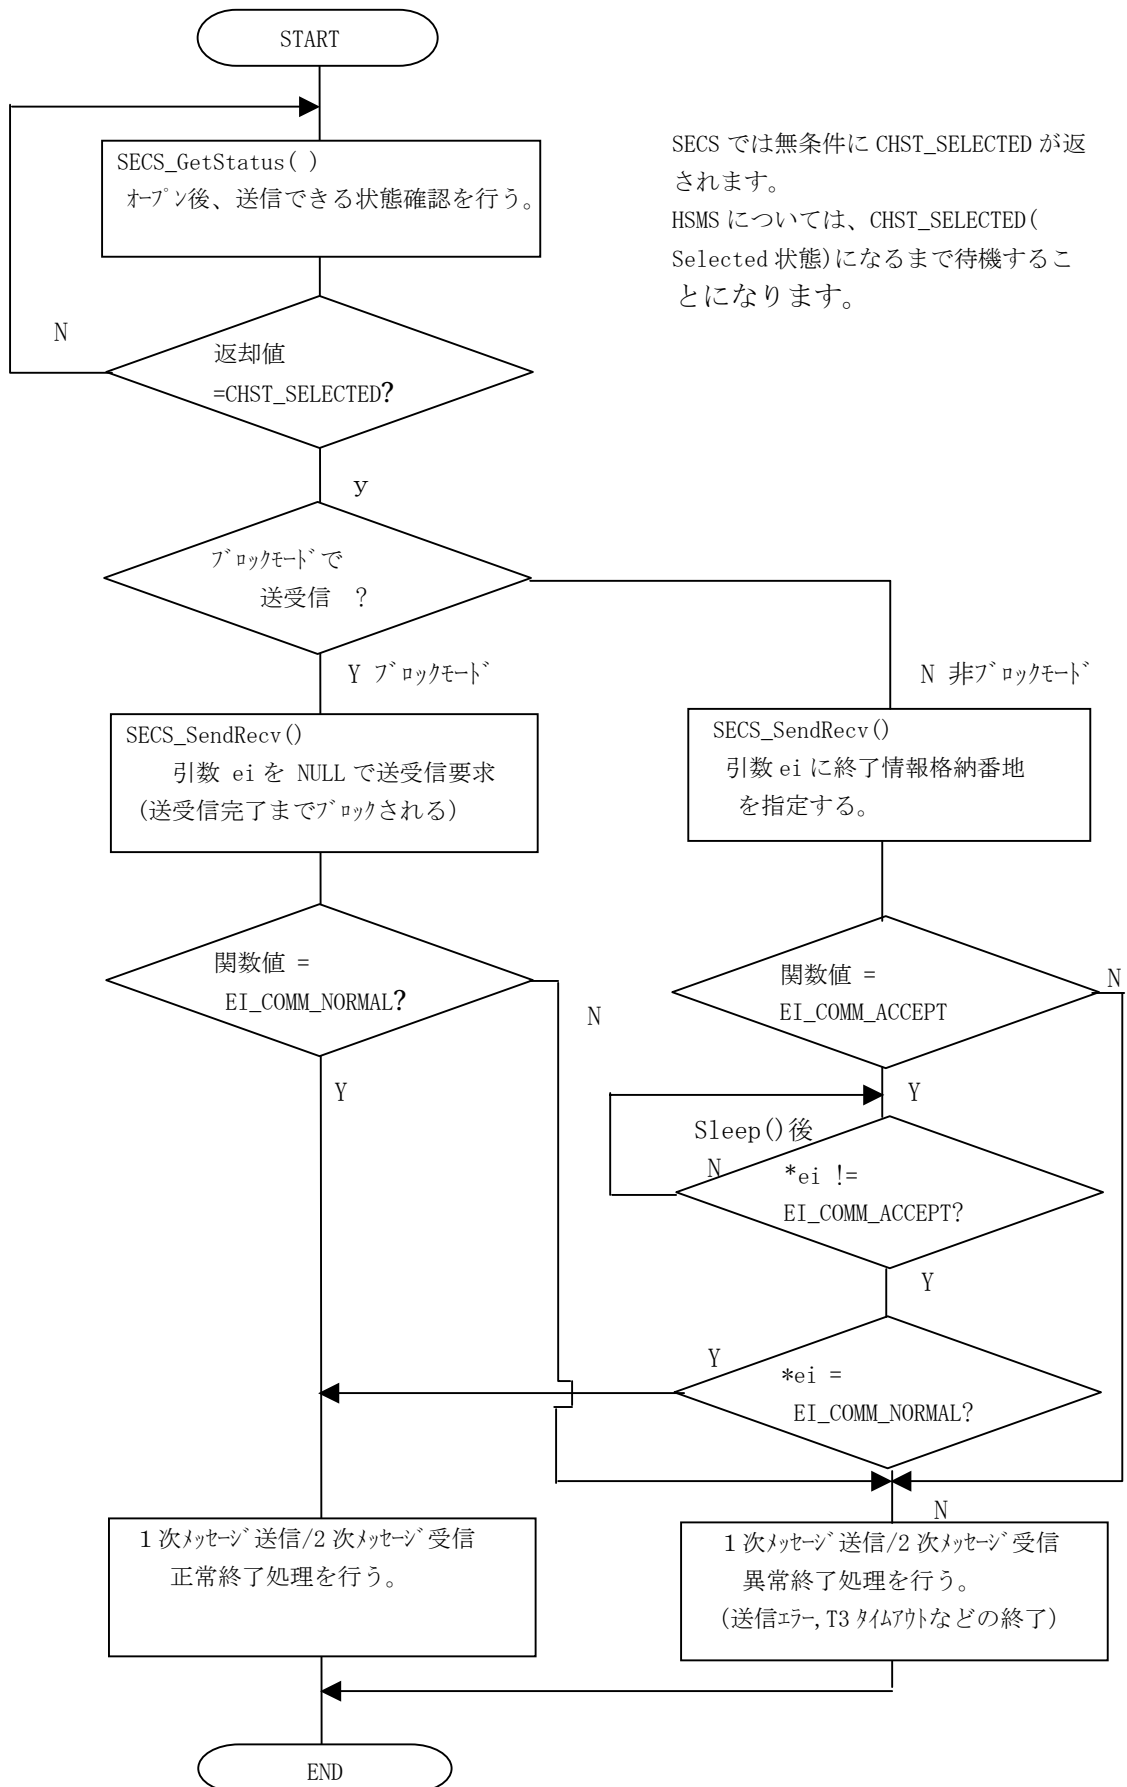 START
SECS_GetStatus( )
ｵｰﾌﾟﾝ後、送信できる状態確認を行う。
SECS では無条件に CHST_SELECTED が返
されます。
HSMS については、CHST_SELECTED(
Selected 状態)になるまで待機するこ
とになります。
N
返却値
=CHST_SELECTED?
y
ﾌﾞﾛｯｸﾓｰﾄﾞで
送受信　?
Y ﾌﾞﾛｯｸﾓｰﾄﾞ
N 非ﾌﾞﾛｯｸﾓｰﾄﾞ
SECS_SendRecv()
引数 ei を NULL で送受信要求
(送受信完了までﾌﾞﾛｯｸされる)
SECS_SendRecv()
引数 ei に終了情報格納番地
を指定する。
関数値 =
EI_COMM_NORMAL?
N
Y
関数値 =
EI_COMM_ACCEPT
N
Y
Sleep()後
N
*ei !=
EI_COMM_ACCEPT?
Y
Y
*ei =
EI_COMM_NORMAL?
N
１次ﾒｯｾｰｼﾞ送信/2 次ﾒｯｾｰｼﾞ受信
正常終了処理を行う。
１次ﾒｯｾｰｼﾞ送信/2 次ﾒｯｾｰｼﾞ受信
異常終了処理を行う。
(送信ｴﾗｰ,T3 ﾀｲﾑｱｳﾄなどの終了)
END